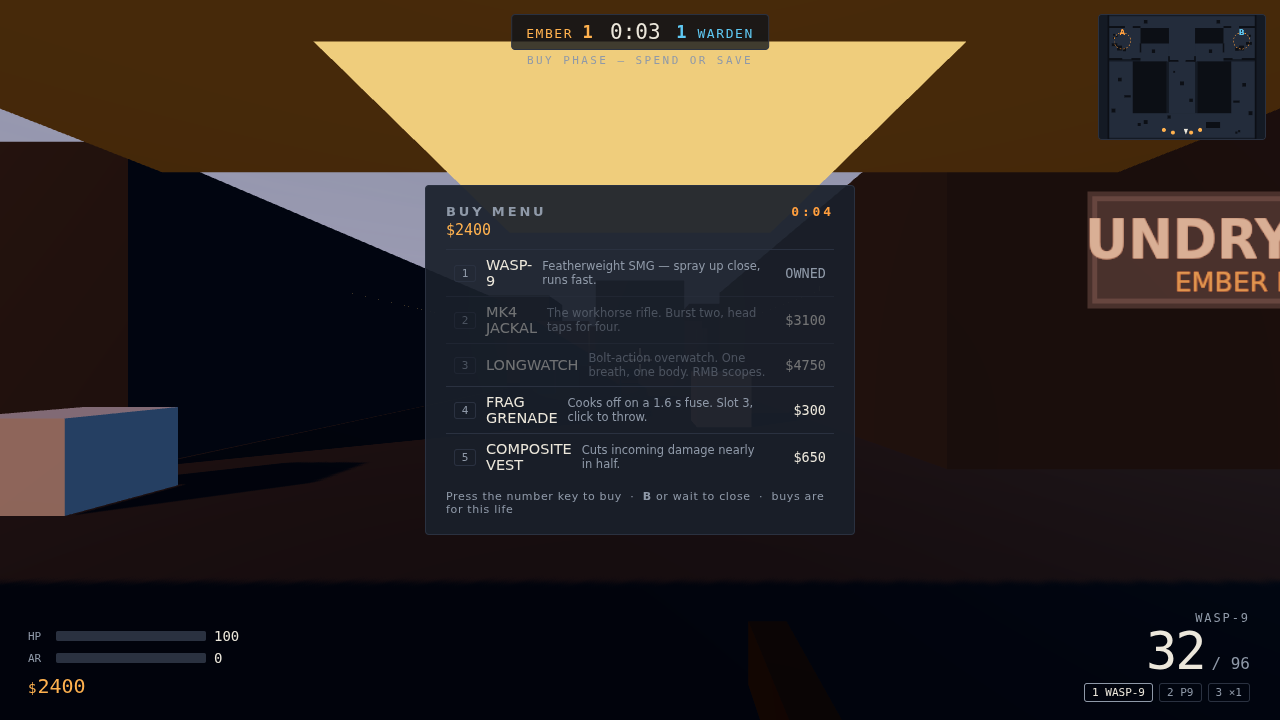 EMBER 1 0:03 1 WARDEN
BUY PHASE — SPEND OR SAVE
A
B
UNDRY
EMBER
BUY MENU 0:04
$2400
1 WASP-9 Featherweight SMG — spray up close, runs fast. OWNED
2 MK4 JACKAL The workhorse rifle. Burst two, head taps for four. $3100
3 LONGWATCH Bolt-action overwatch. One breath, one body. RMB scopes. $4750
4 FRAG GRENADE Cooks off on a 1.6 s fuse. Slot 3, click to throw. $300
5 COMPOSITE VEST Cuts incoming damage nearly in half. $650
Press the number key to buy · B or wait to close · buys are for this life
HP 100
AR 0
$2400
WASP-9
32 / 96
1 WASP-9 2 P9 3 ×1